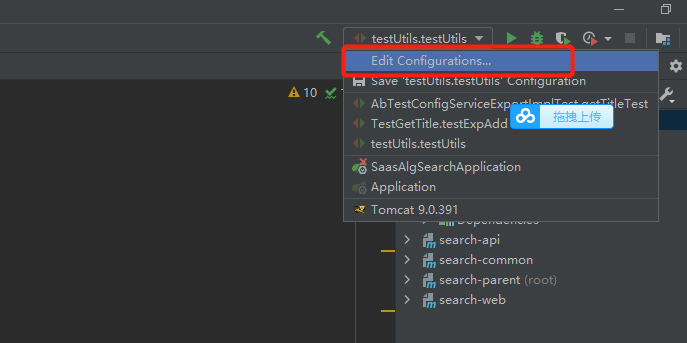 testUtils.testUtils
Edit Configurations...
Save 'testUtils.testUtils' Configuration
10
AbTestConfigServiceExportImplTest.getTitleTest
TestGetTitle.testExpAdd
拖拽上传
testUtils.testUtils
SaasAlgSearchApplication
Application
Tomcat 9.0.391
Dependencies
search-api
search-common
search-parent (root)
search-web